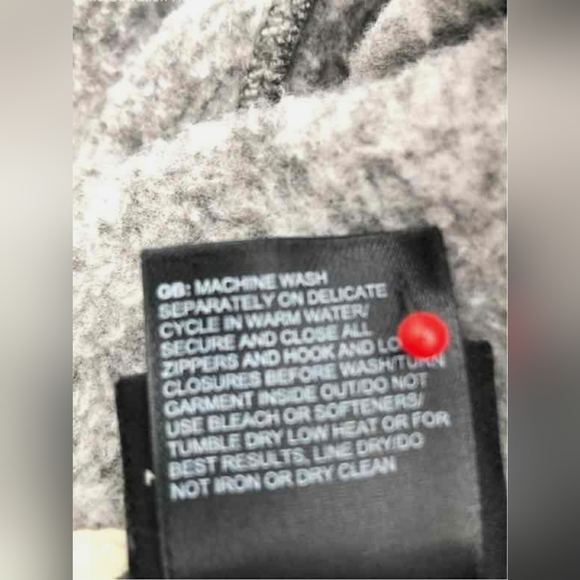 GB: MACHINE WASH
SEPARATELY ON DELICATE
CYCLE IN WARM WATER/
SECURE AND CLOSE ALL
ZIPPERS AND HOOK AND
CLOSURES BEFORE WASH/TURN
GARMENT INSIDE OUT/DO NOT
USE BLEACH OR SOFTENERS/
TUMBLE DRY LOW HEAT OR FOR
BEST RESULTS, LINE DRY/DO
NOT IRON OR DRY CLEAN